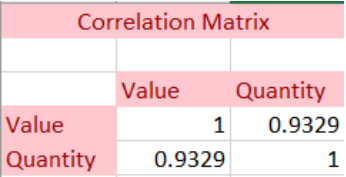 Correlation Matrix
Value Quantity
Value 1 0.9329
Quantity 0.9329 1